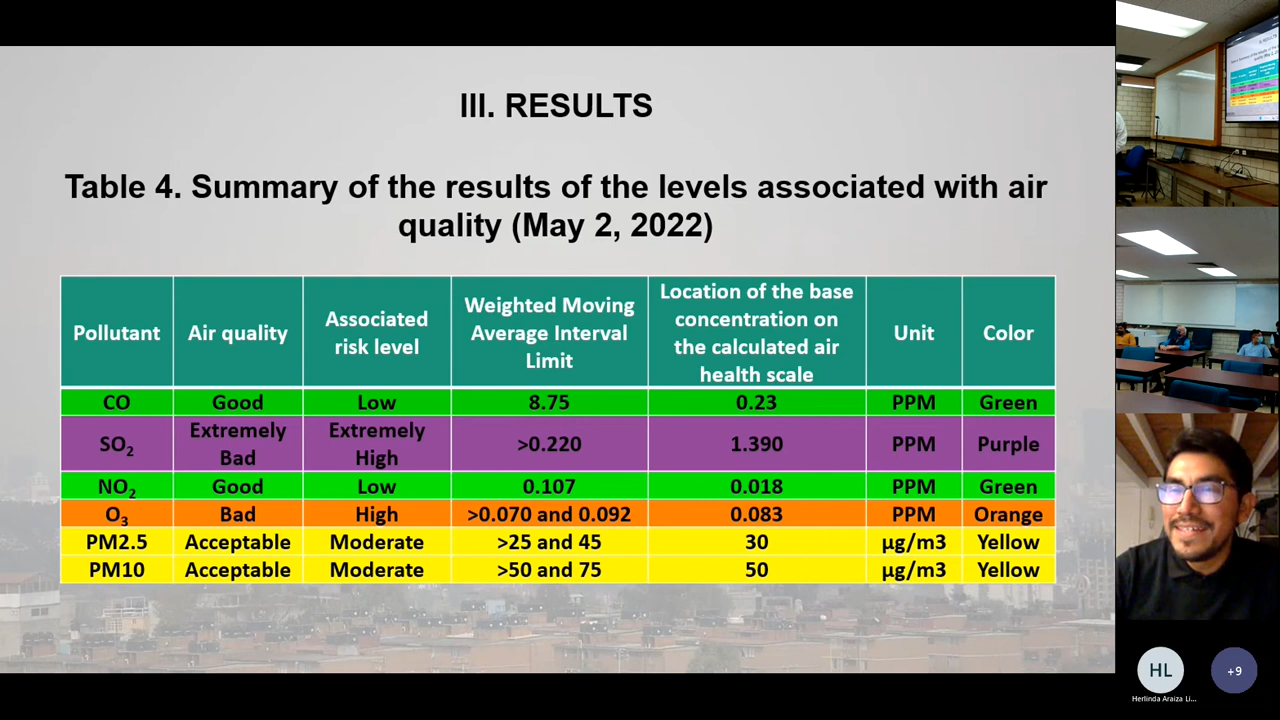 III. RESULTS
Table 4. Summary of the results of the levels associated with air
quality (May 2, 2022)
Pollutant Air quality Associated risk level Weighted Moving Average Interval Limit Location of the base concentration on the calculated air health scale Unit Color
CO Good Low 8.75 0.23 PPM Green
SO2 Extremely Bad Extremely High >0.220 1.390 PPM Purple
NO2 Good Low 0.107 0.018 PPM Green
O3 Bad High >0.070 and 0.092 0.083 PPM Orange
PM2.5 Acceptable Moderate >25 and 45 30 µg/m3 Yellow
PM10 Acceptable Moderate >50 and 75 50 µg/m3 Yellow
HL
+9
Herlinda Araiza Li...